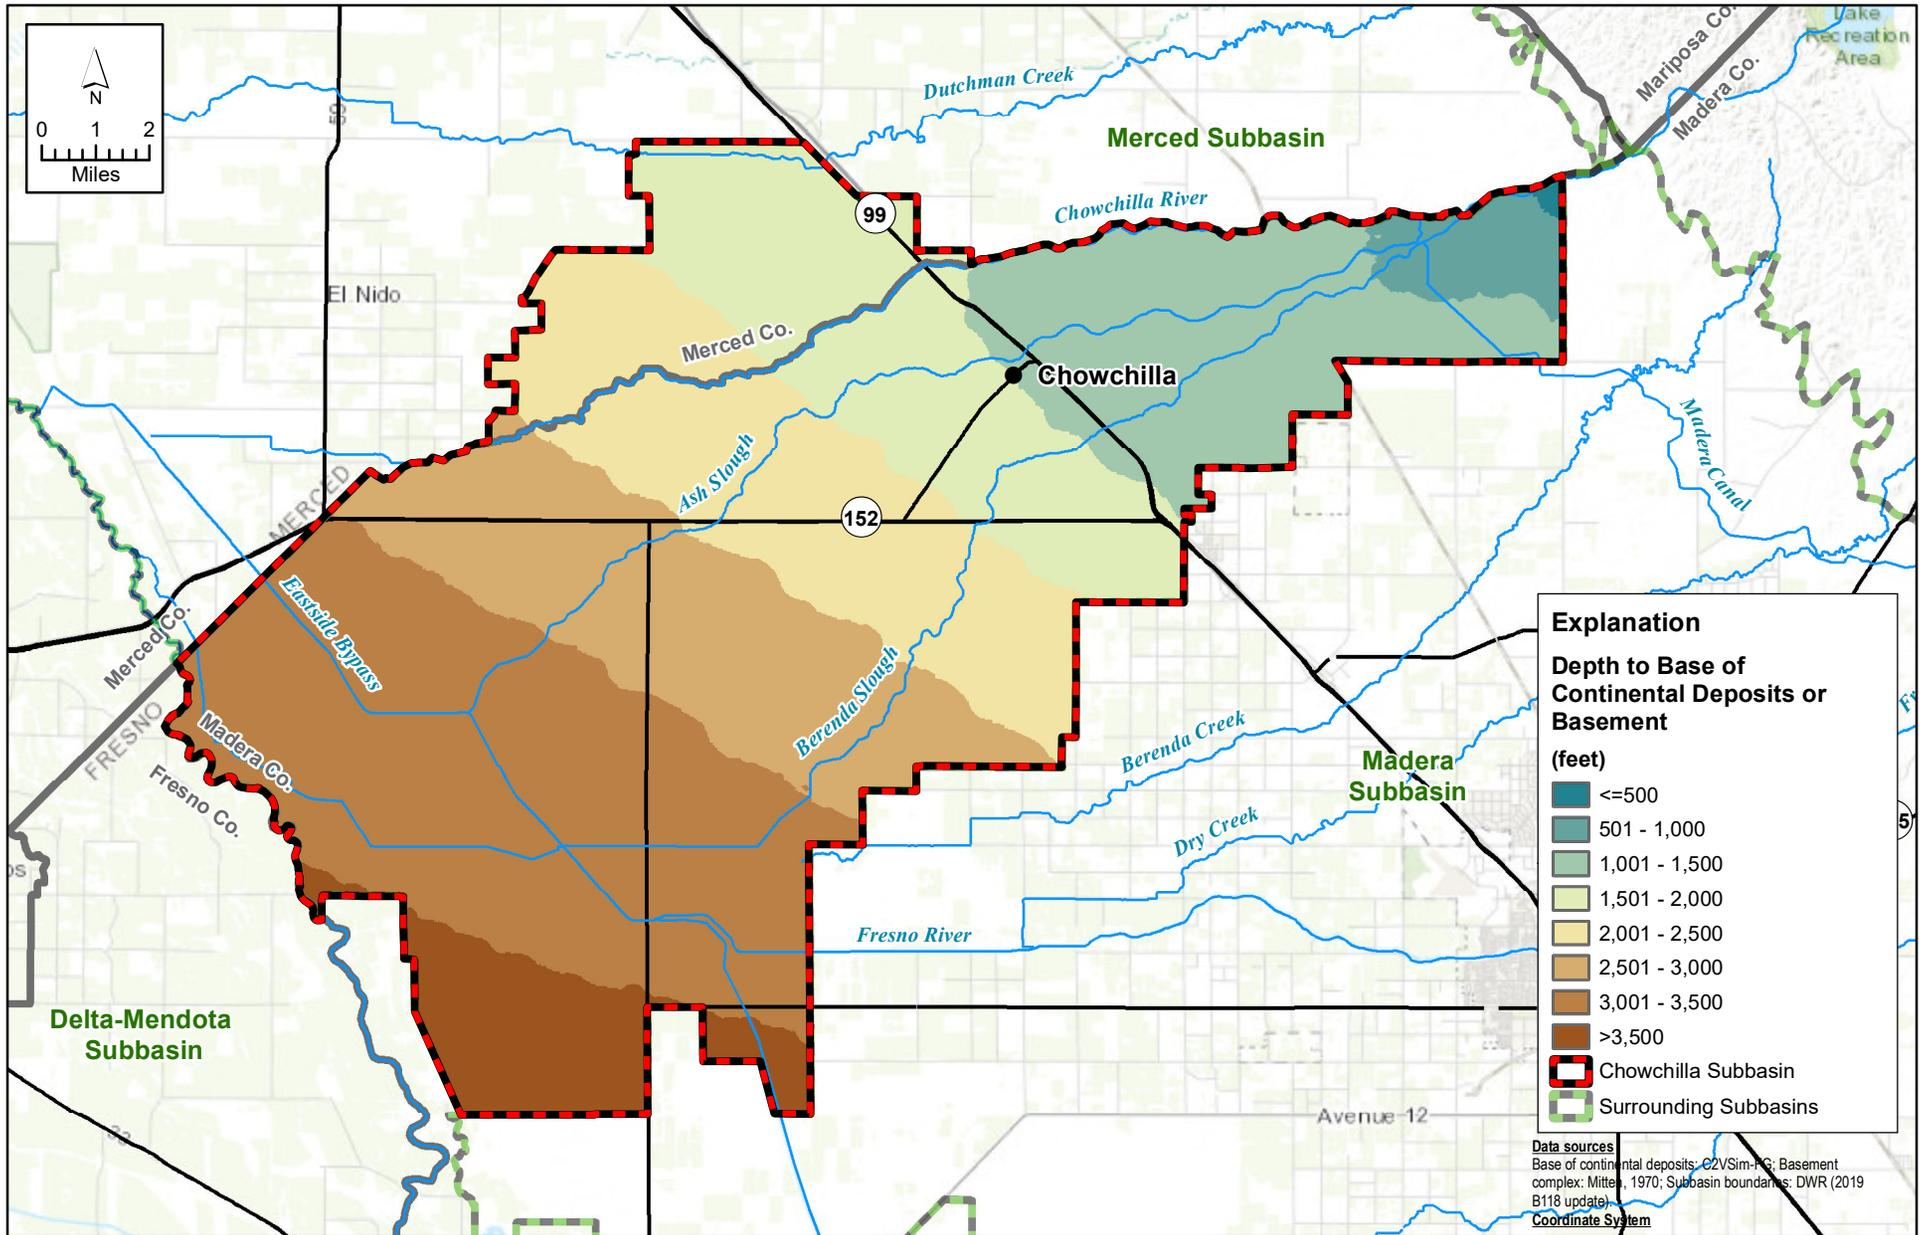 N
0 1 2
Miles
59
Dutchman Creek
Merced Subbasin
Mariposa Co.
Madera Co.
Lake
Recreation
Area
Chowchilla River
99
El Nido
Merced Co.
Chowchilla
Madera Canal
Ash Slough
152
MERCED
Eastside Bypass
Merced Co.
FRESNO
Madera Co.
Fresno Co.
Berenda Slough
Berenda Creek
Madera
Subbasin
Dry Creek
Fresno River
Delta-Mendota
Subbasin
Avenue 12
33
Explanation
Depth to Base of
Continental Deposits or
Basement
(feet)
<=500
501 - 1,000
1,001 - 1,500
1,501 - 2,000
2,001 - 2,500
2,501 - 3,000
3,001 - 3,500
>3,500
Chowchilla Subbasin
Surrounding Subbasins
Data sources
Base of continental deposits: C2VSim-FG; Basement
complex: Mitten, 1970; Subbasin boundaries: DWR (2019
B118 update).
Coordinate System